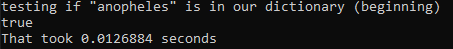 testing if "anopheles" is in our dictionary (beginning)
true
That took 0.0126884 seconds